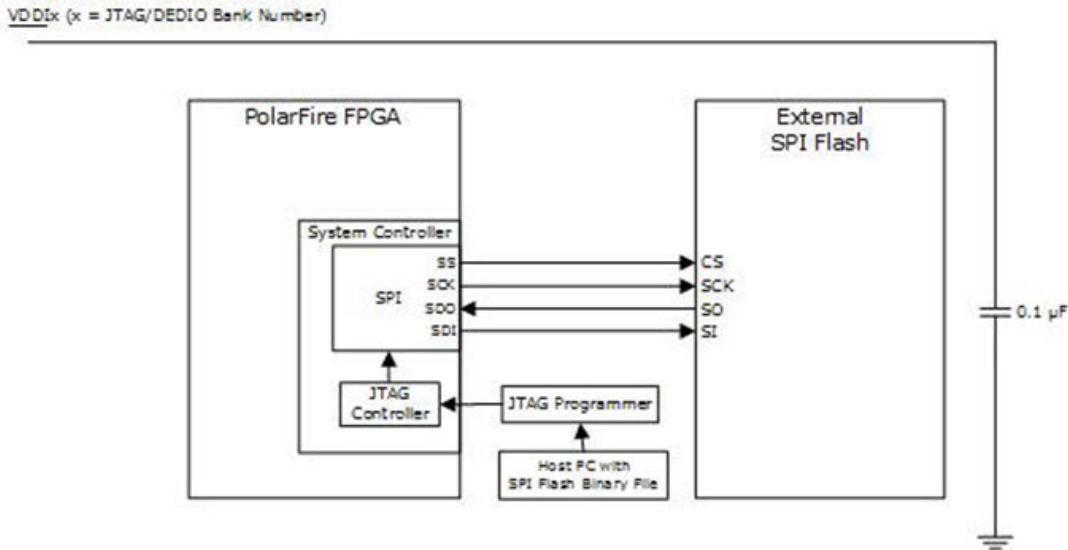 VDDIx (x = JTAG/DEDIO Bank Number)
PolarFire FPGA
External
SPI Flash
System Controller
SS
CS
SCK
SCK
SPI
SDO
SO
SDI
SI
0.1 µF
JTAG
Controller
JTAG Programmer
Host PC with
SPI Flash Binary File